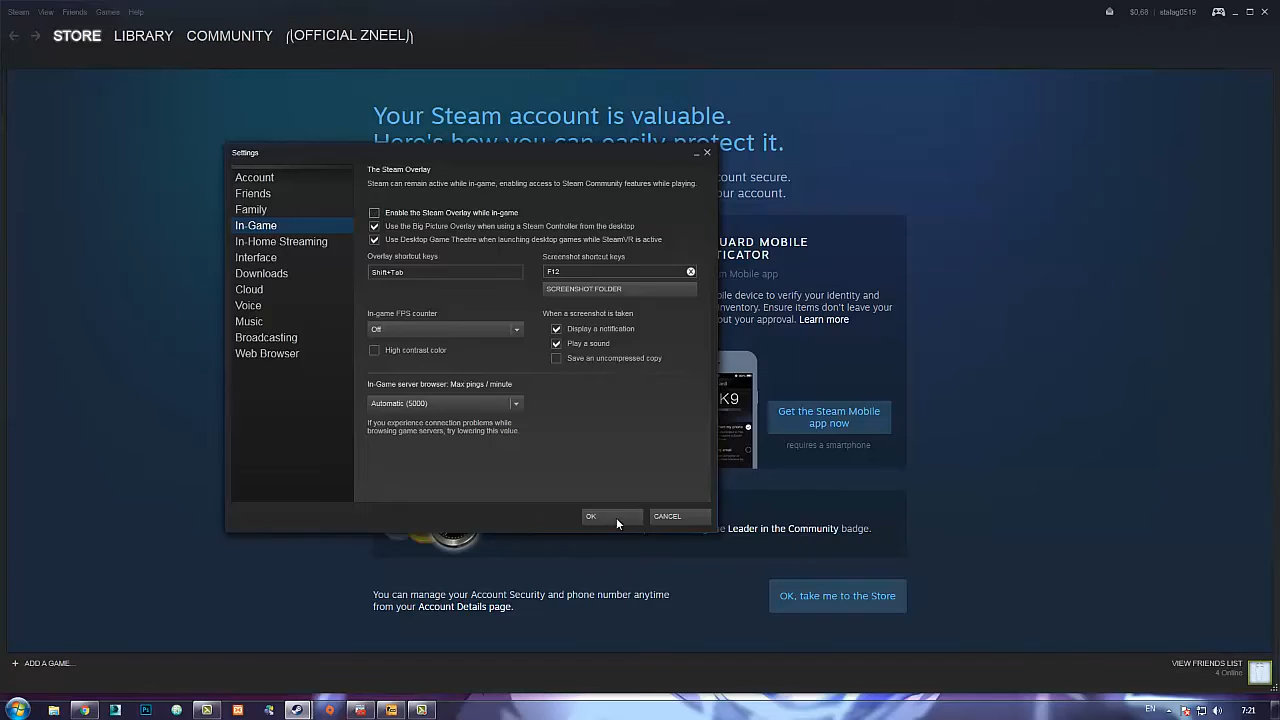 Steam View Friends Games Help
$0,68 stalag0519
STORE LIBRARY COMMUNITY ((OFFICIAL ZNEEL))
Your Steam account is valuable.
Here's how you can easily protect it.
Settings
ount secure.
our account.
Account
Friends
Family
In-Game
In-Home Streaming
Interface
Downloads
Cloud
Voice
Music
Broadcasting
Web Browser
The Steam Overlay
Steam can remain active while in-game, enabling access to Steam Community features while playing.
Enable the Steam Overlay while in-game
Use the Big Picture Overlay when using a Steam Controller from the desktop
Use Desktop Game Theatre when launching desktop games while SteamVR is active
Overlay shortcut keys
Shift+Tab
Screenshot shortcut keys
F12
SCREENSHOT FOLDER
In-game FPS counter
Off
High contrast color
When a screenshot is taken
Display a notification
Play a sound
Save an uncompressed copy
In-Game server browser: Max pings / minute
Automatic (5000)
If you experience connection problems while
browsing game servers, try lowering this value.
OK CANCEL
UARD MOBILE
TICATOR
m Mobile app
bile device to verify your identity and
inventory. Ensure items don't leave your
out your approval. Learn more
K9
Get the Steam Mobile
app now
requires a smartphone
e Leader in the Community badge.
You can manage your Account Security and phone number anytime
from your Account Details page.
OK, take me to the Store
+ ADD A GAME...
VIEW FRIENDS LIST
4 Online
EN 7:21